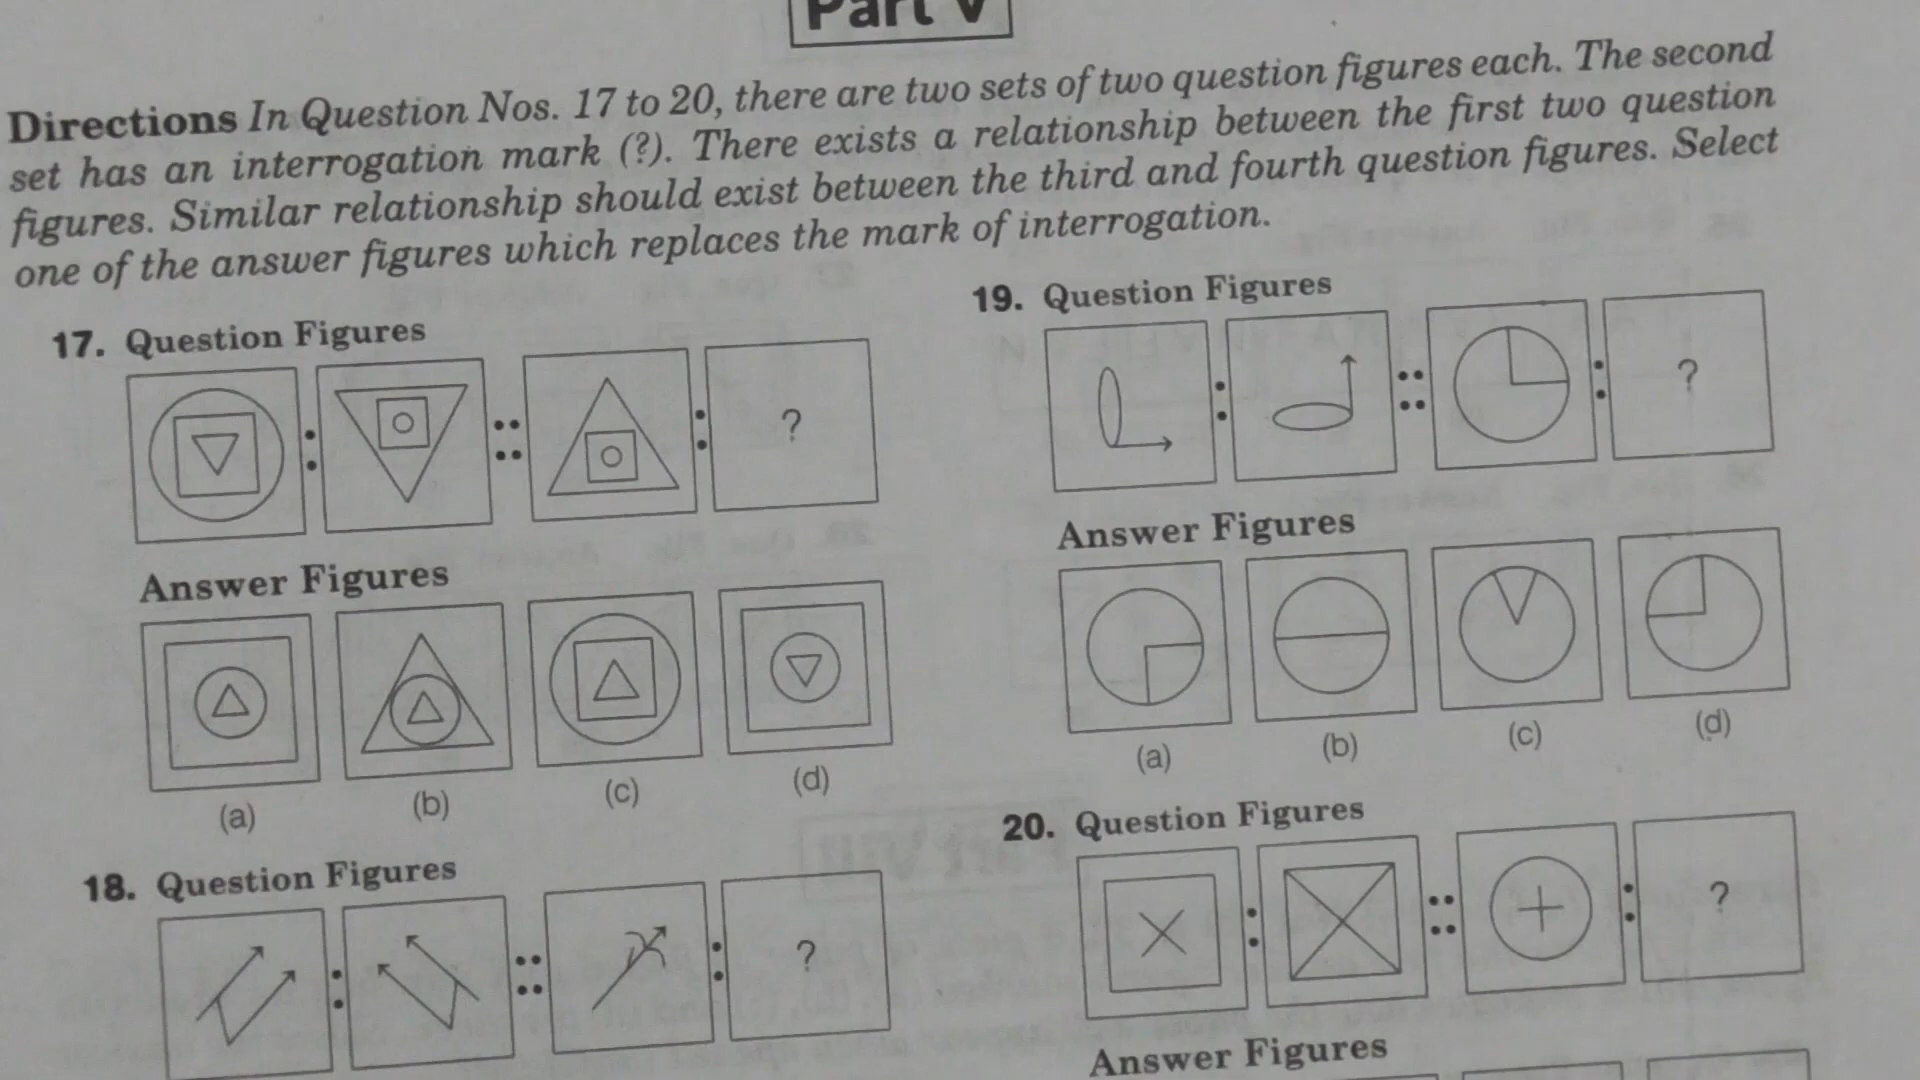 Part V
Directions In Question Nos. 17 to 20, there are two sets of two question figures each. The second
set has an interrogation mark (?). There exists a relationship between the first two question
figures. Similar relationship should exist between the third and fourth question figures. Select
one of the answer figures which replaces the mark of interrogation.
17. Question Figures
?
Answer Figures
(a) (b) (c) (d)
18. Question Figures
?
19. Question Figures
?
Answer Figures
(a) (b) (c) (d)
20. Question Figures
?
Answer Figures